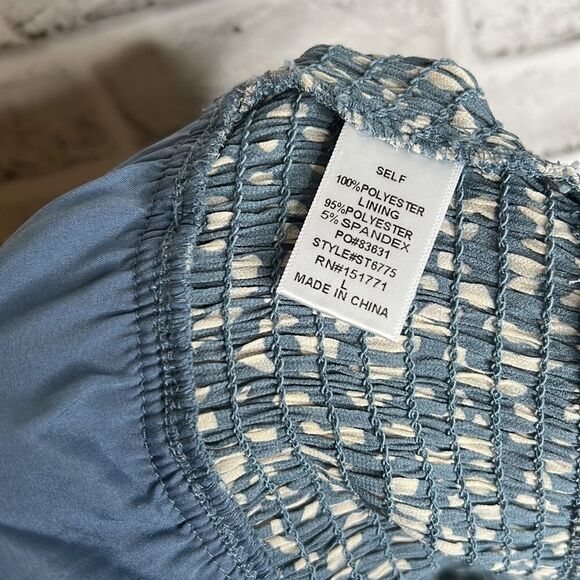 SELF
100%POLYESTER
LINING
95%POLYESTER
5% SPANDEX
PO#83631
STYLE#ST6775
RN#151771
L
MADE IN CHINA